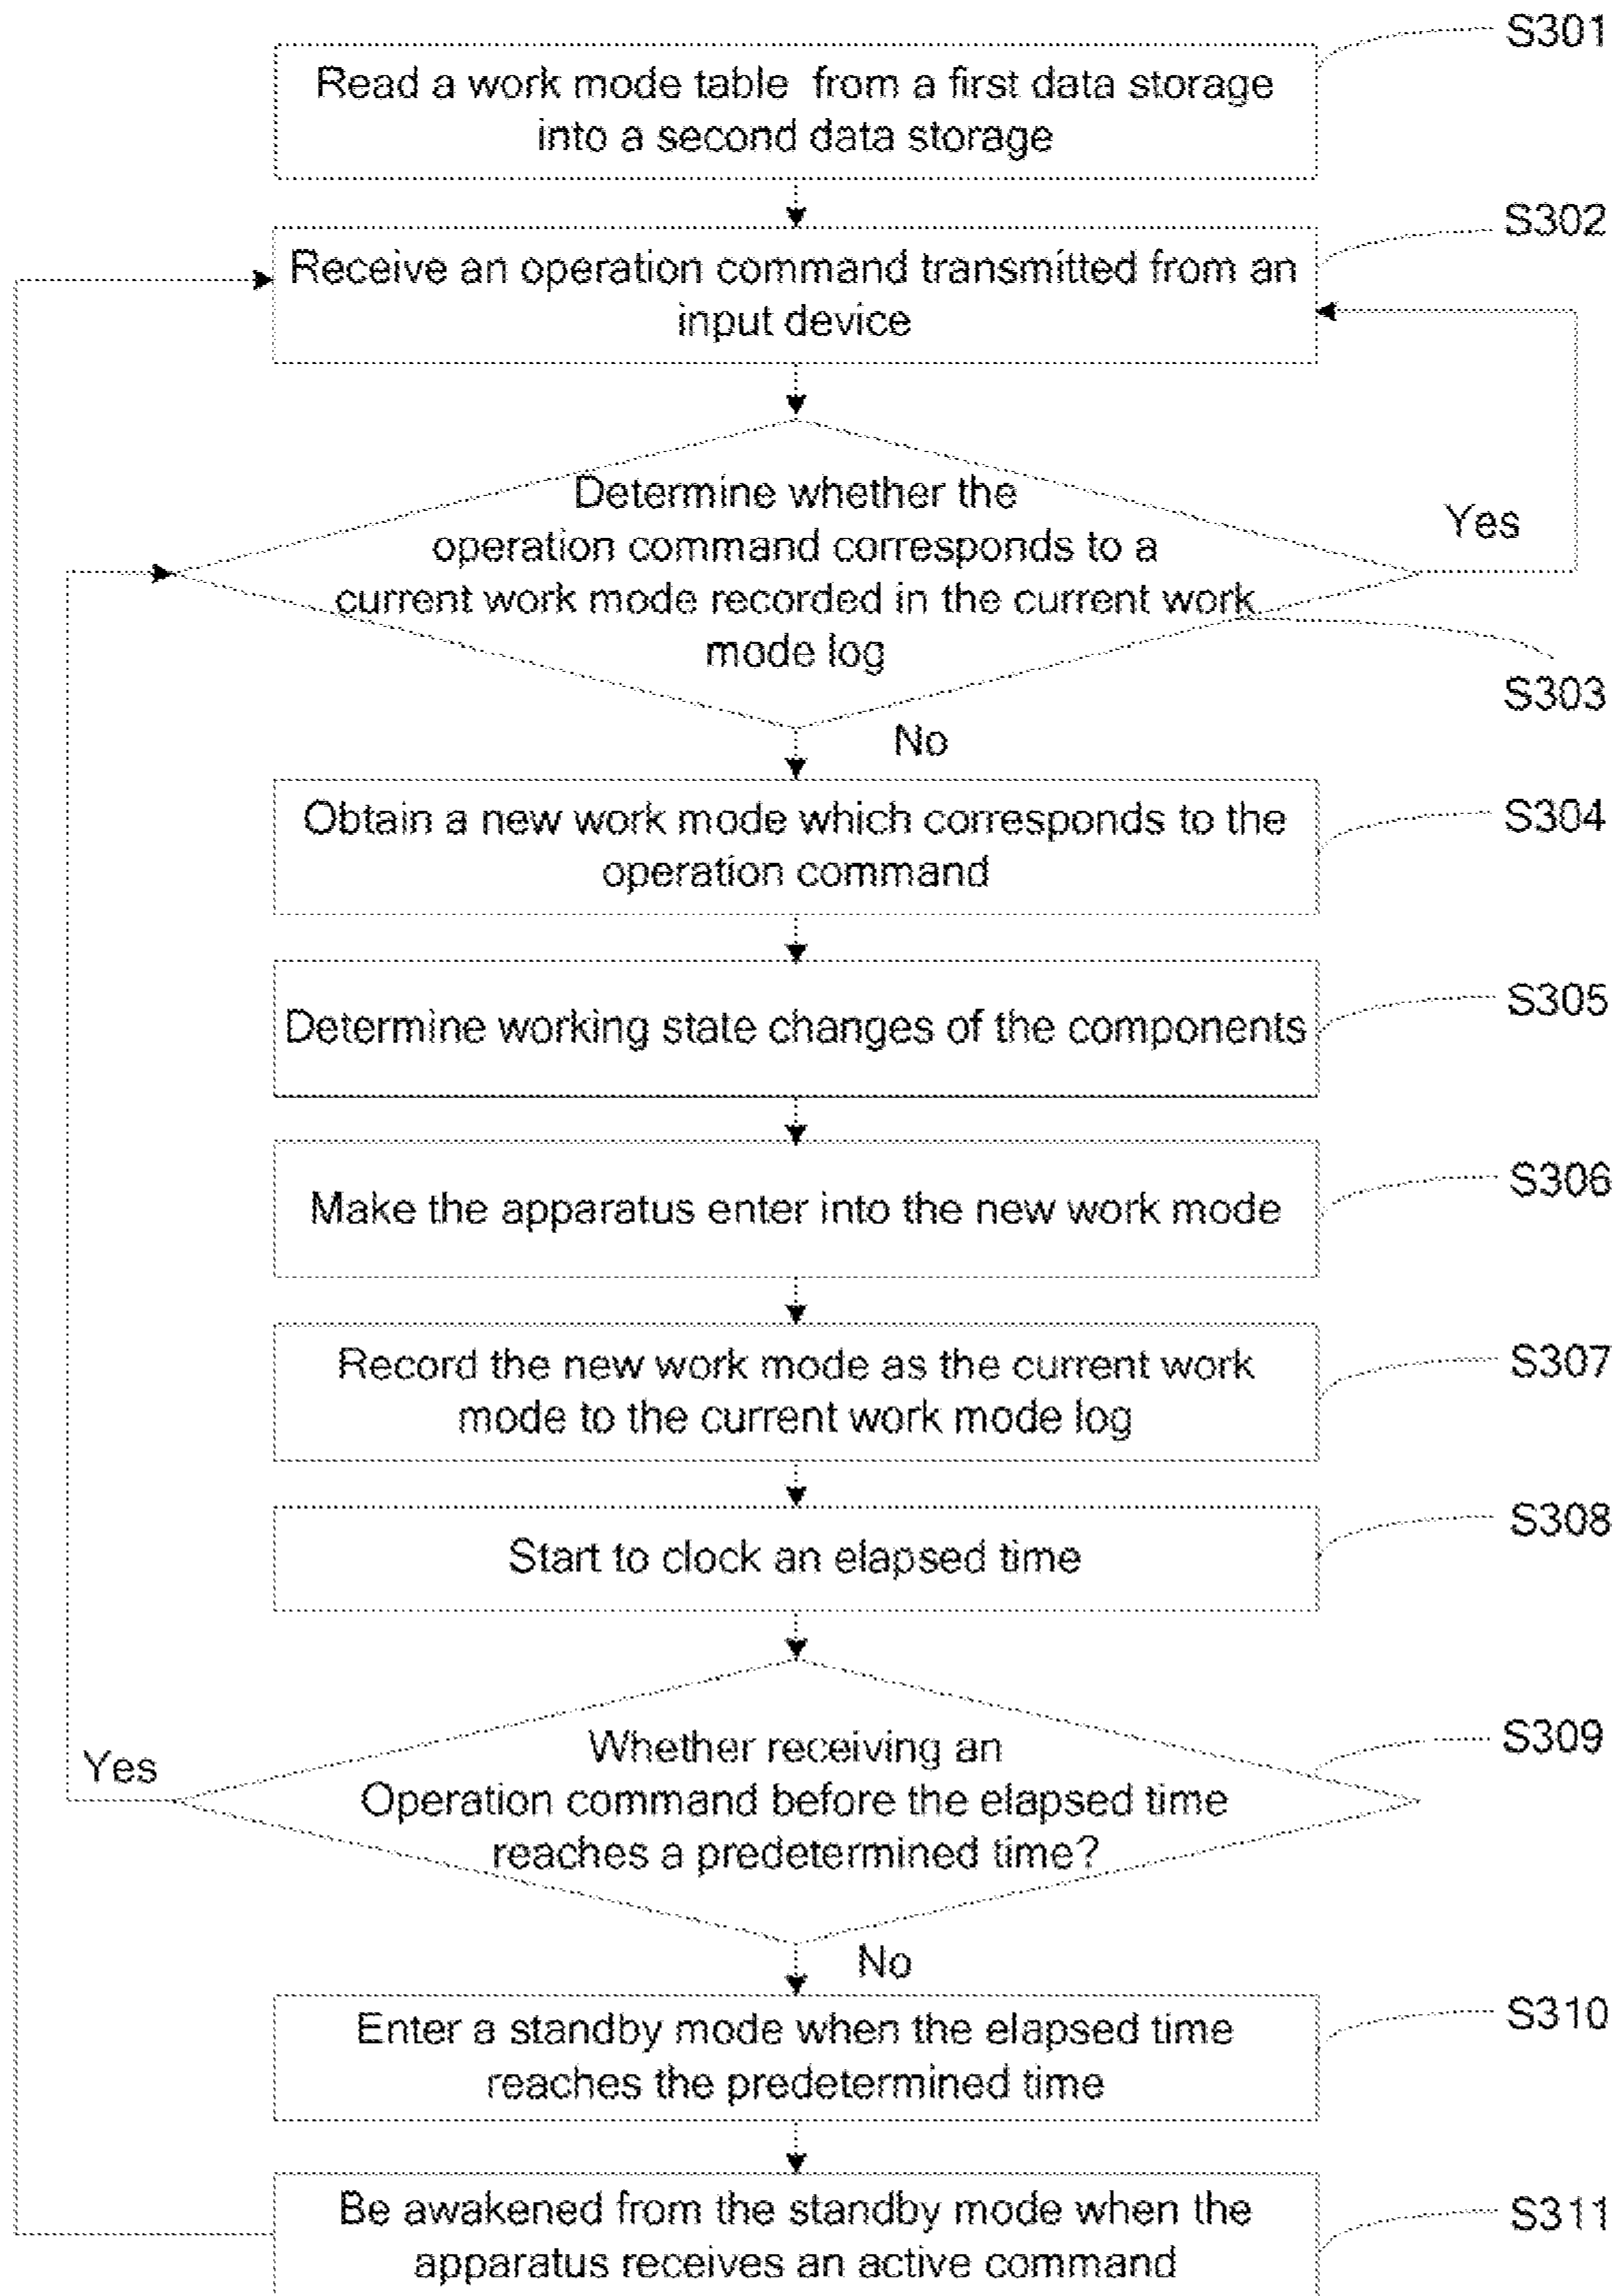 S301
Read a work mode table from a first data storage
into a second data storage
S302
Receive an operation command transmitted from an
input device
Determine whether the
operation command corresponds to a
current work mode recorded in the current work
mode log
Yes
S303
No
Obtain a new work mode which corresponds to the
operation command
S304
Determine working state changes of the components
S305
Make the apparatus enter into the new work mode
S306
Record the new work mode as the current work
mode to the current work mode log
S307
Start to clock an elapsed time
S308
Whether receiving an
Operation command before the elapsed time
reaches a predetermined time?
S309
Yes
No
Enter a standby mode when the elapsed time
reaches the predetermined time
S310
Be awakened from the standby mode when the
apparatus receives an active command
S311